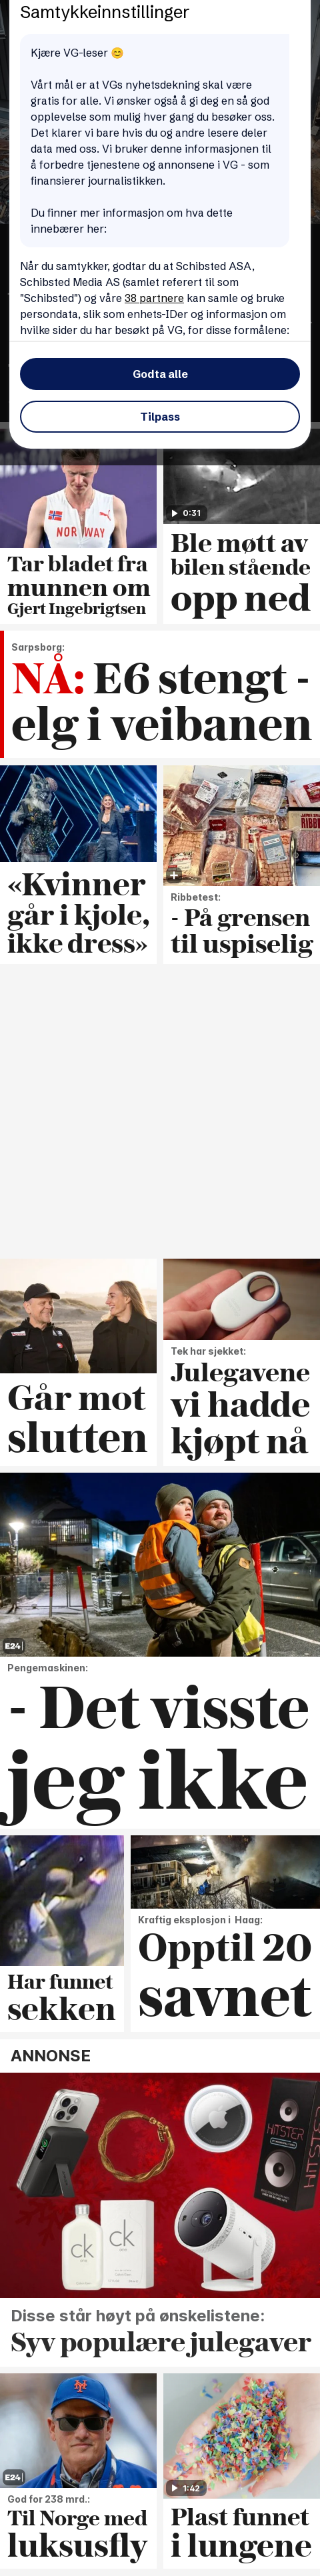 Samtykkeinnstillinger
Kjære VG-leser 😊
Vårt mål er at VGs nyhetsdekning skal være
gratis for alle. Vi ønsker også å gi deg en så god
opplevelse som mulig hver gang du besøker oss.
Det klarer vi bare hvis du og andre lesere deler
data med oss. Vi bruker denne informasjonen til
å forbedre tjenestene og annonsene i VG - som
finansierer journalistikken.
Du finner mer informasjon om hva dette
innebærer her:
Når du samtykker, godtar du at Schibsted ASA,
Schibsted Media AS (samlet referert til som
"Schibsted") og våre 38 partnere kan samle og bruke
persondata, slik som enhets-IDer og informasjon om
hvilke sider du har besøkt på VG, for disse formålene:
Godta alle
Tilpass
NORWAY
0:31
Tar bladet fra
munnen om
Gjert Ingebrigtsen
Ble møtt av
bilen stående
opp ned
Sarpsborg:
NÅ: E6 stengt -
elg i veibanen
«Kvinner
går i kjole,
ikke dress»
RIBBE
Ribbetest:
- På grensen
til uspiselig
Går mot
slutten
Tek har sjekket:
Julegavene
vi hadde
kjøpt nå
E24
Pengemaskinen:
- Det visste
jeg ikke
Har funnet
sekken
Kraftig eksplosjon i Haag:
Opptil 20
savnet
ANNONSE
HITSTER
HITSTER
ck
ck
Disse står høyt på ønskelistene:
Syv populære julegaver
E24
God for 238 mrd.:
Til Norge med
luksusfly
1:42
Plast funnet
i lungene